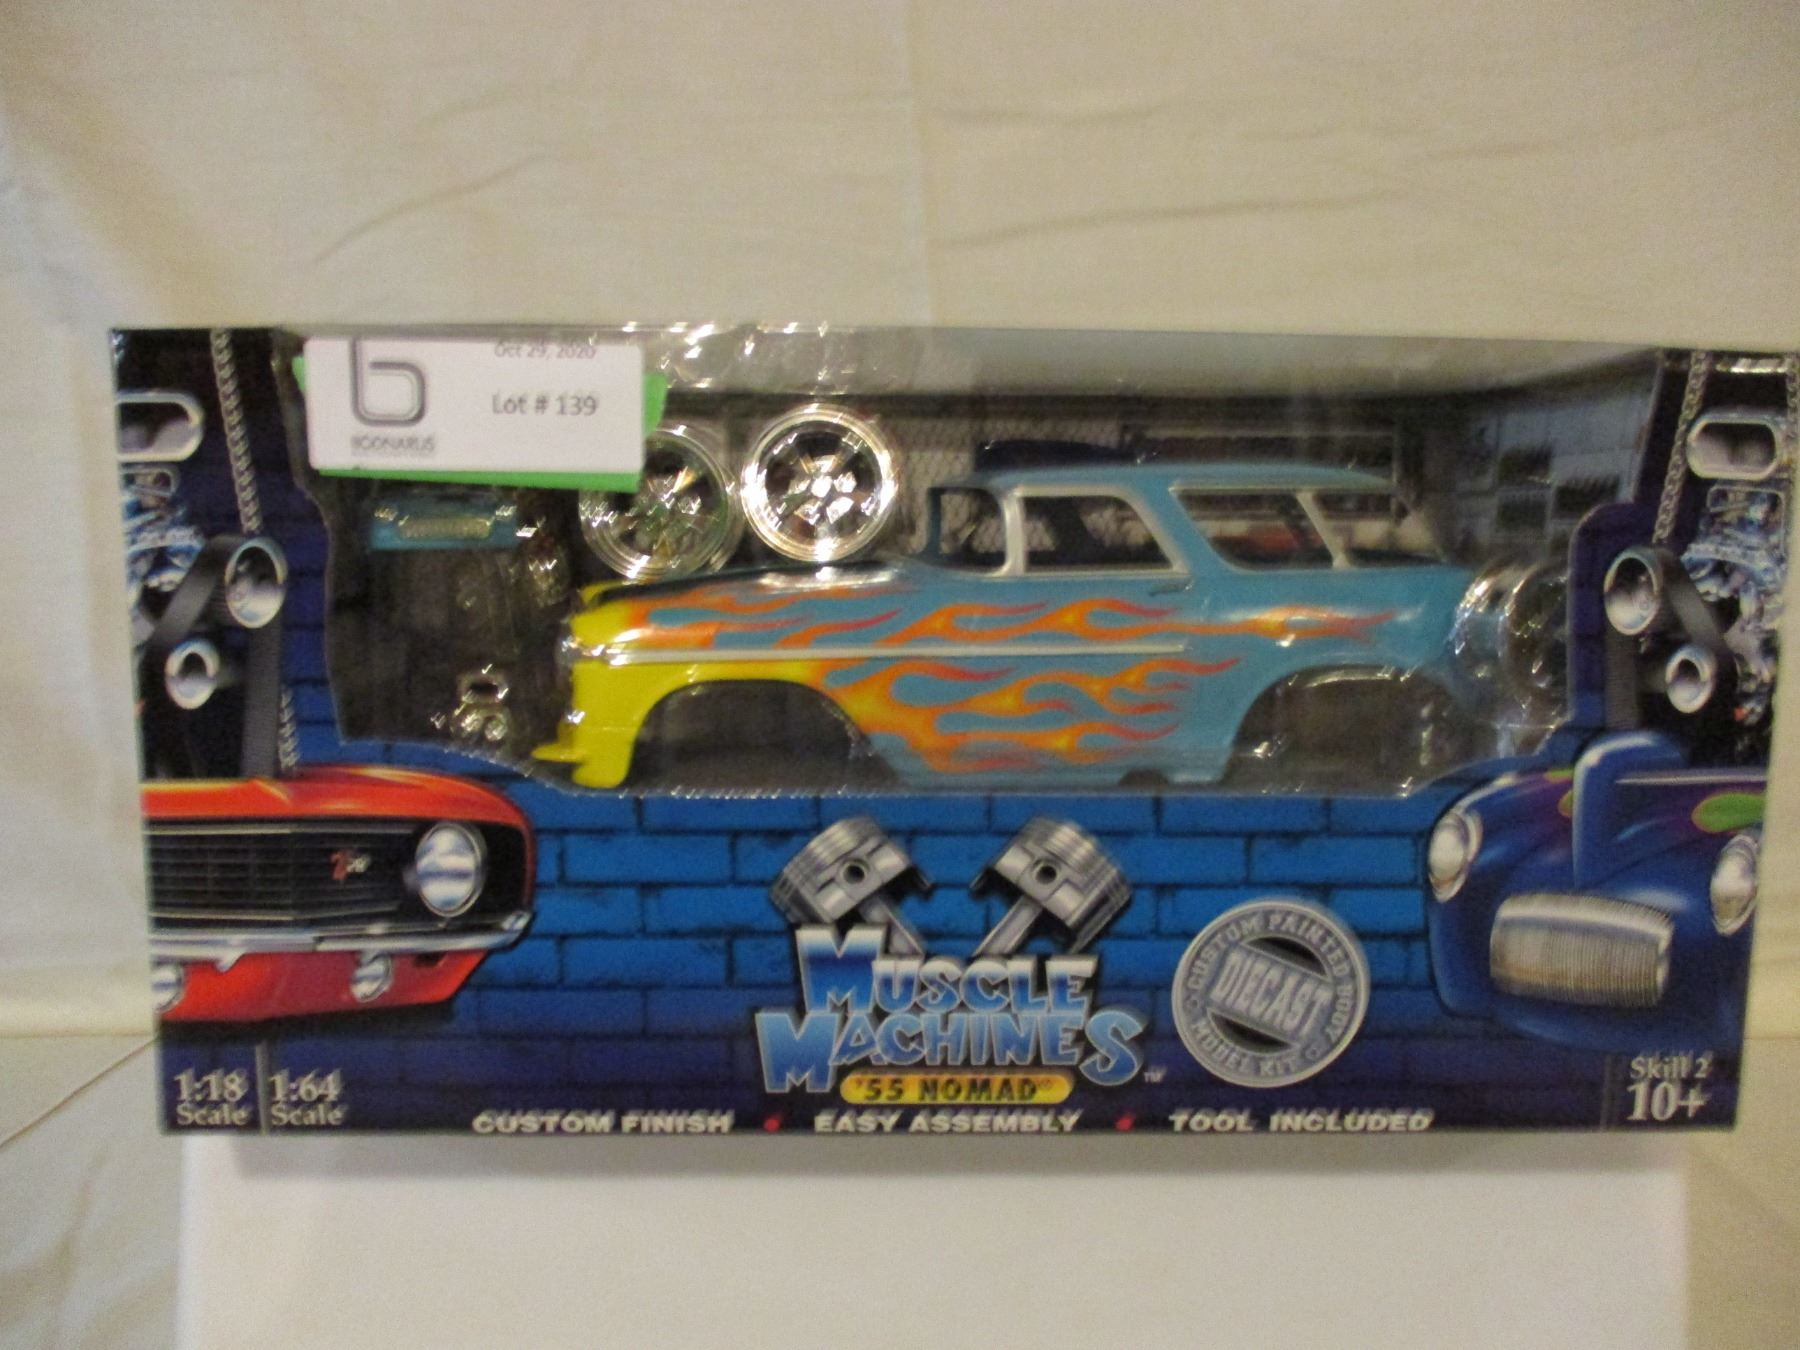 Oct 29, 2020
Lot # 139
MUSCLE
MACHINES™
'55 NOMAD
CUSTOM PAINTED BODY
DIECAST
MODEL KIT
1:18
Scale
1:64
Scale
Skill 2
10+
CUSTOM FINISH • EASY ASSEMBLY • TOOL INCLUDED